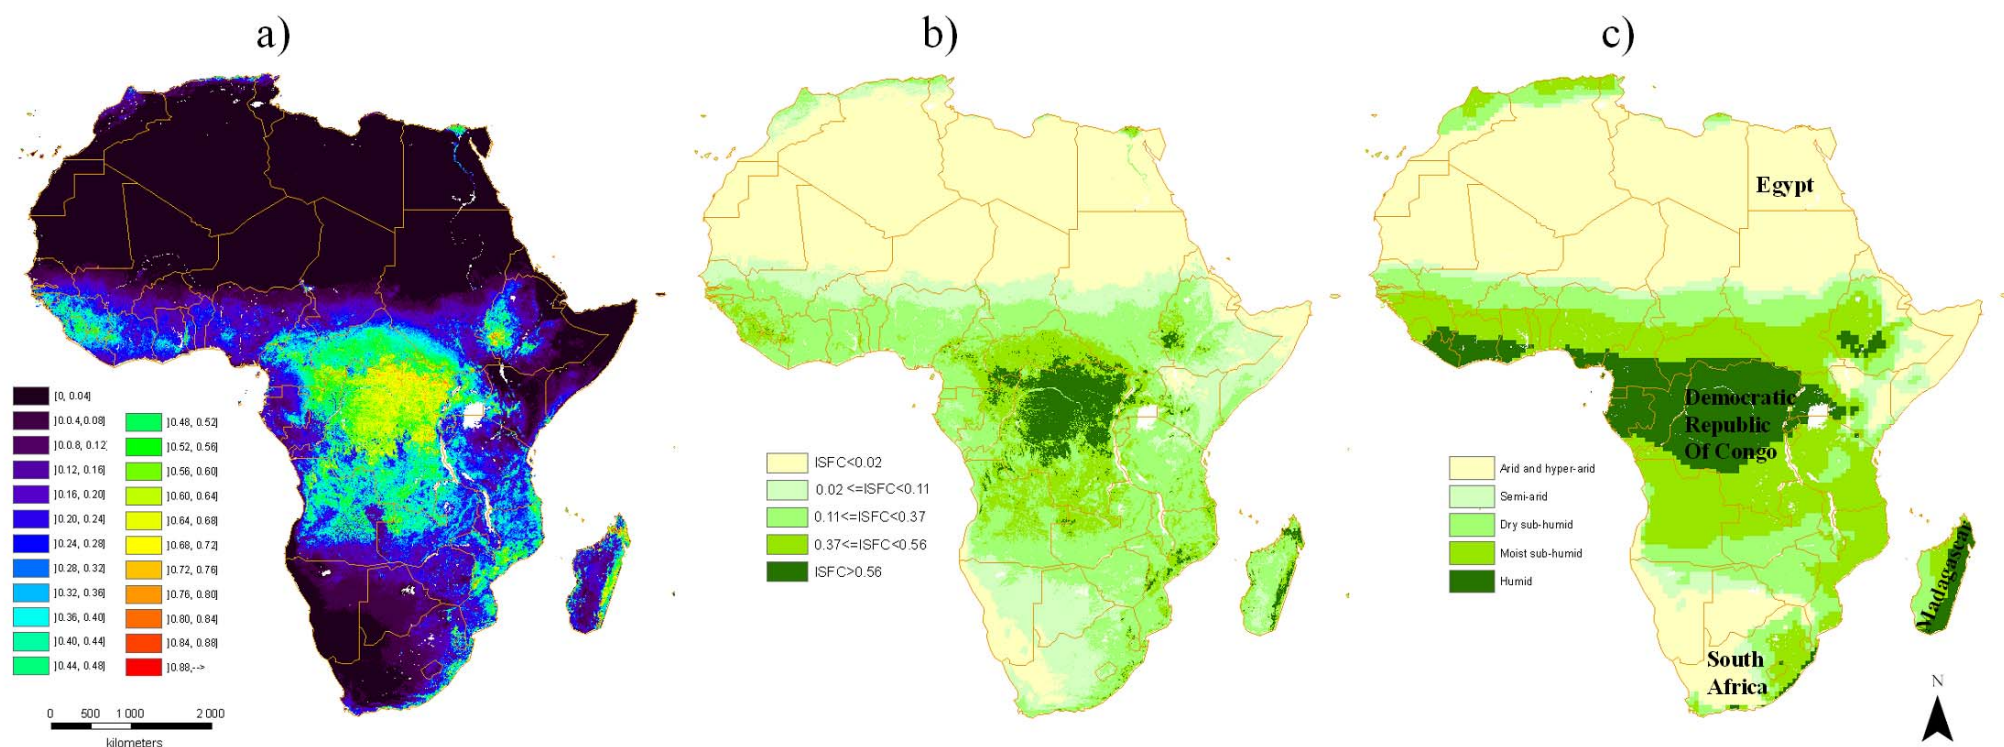 a)
b)
c)
[0, 0.04]
]0.0.4,0.08]
]0.0.8, 0.12]
]0.12, 0.16]
]0.16, 0.20]
]0.20, 0.24]
]0.24, 0.28]
]0.28, 0.32]
]0.32, 0.36]
]0.36, 0.40]
]0.40, 0.44]
]0.44, 0.48]
]0.48, 0.52]
]0.52, 0.56]
]0.56, 0.60]
]0.60, 0.64]
]0.64, 0.68]
]0.68, 0.72]
]0.72, 0.76]
]0.76, 0.80]
]0.80, 0.84]
]0.84, 0.88]
]0.88,-->
0 500 1 000 2 000
kilometers
ISFC<0.02
0.02 <=ISFC<0.11
0.11<=ISFC<0.37
0.37<=ISFC<0.56
ISFC>0.56
Egypt
Democratic
Republic
Of Congo
Madagascar
South
Africa
Arid and hyper-arid
Semi-arid
Dry sub-humid
Moist sub-humid
Humid
N